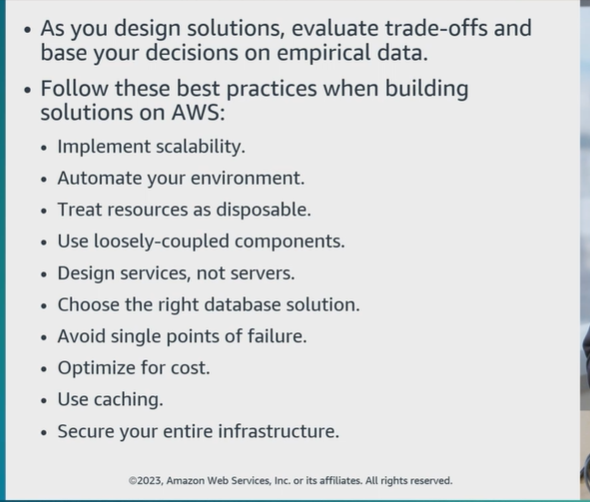 • As you design solutions, evaluate trade-offs and
base your decisions on empirical data.
• Follow these best practices when building
solutions on AWS:
• Implement scalability.
• Automate your environment.
• Treat resources as disposable.
• Use loosely-coupled components.
• Design services, not servers.
• Choose the right database solution.
• Avoid single points of failure.
• Optimize for cost.
• Use caching.
• Secure your entire infrastructure.
©2023, Amazon Web Services, Inc. or its affiliates. All rights reserved.